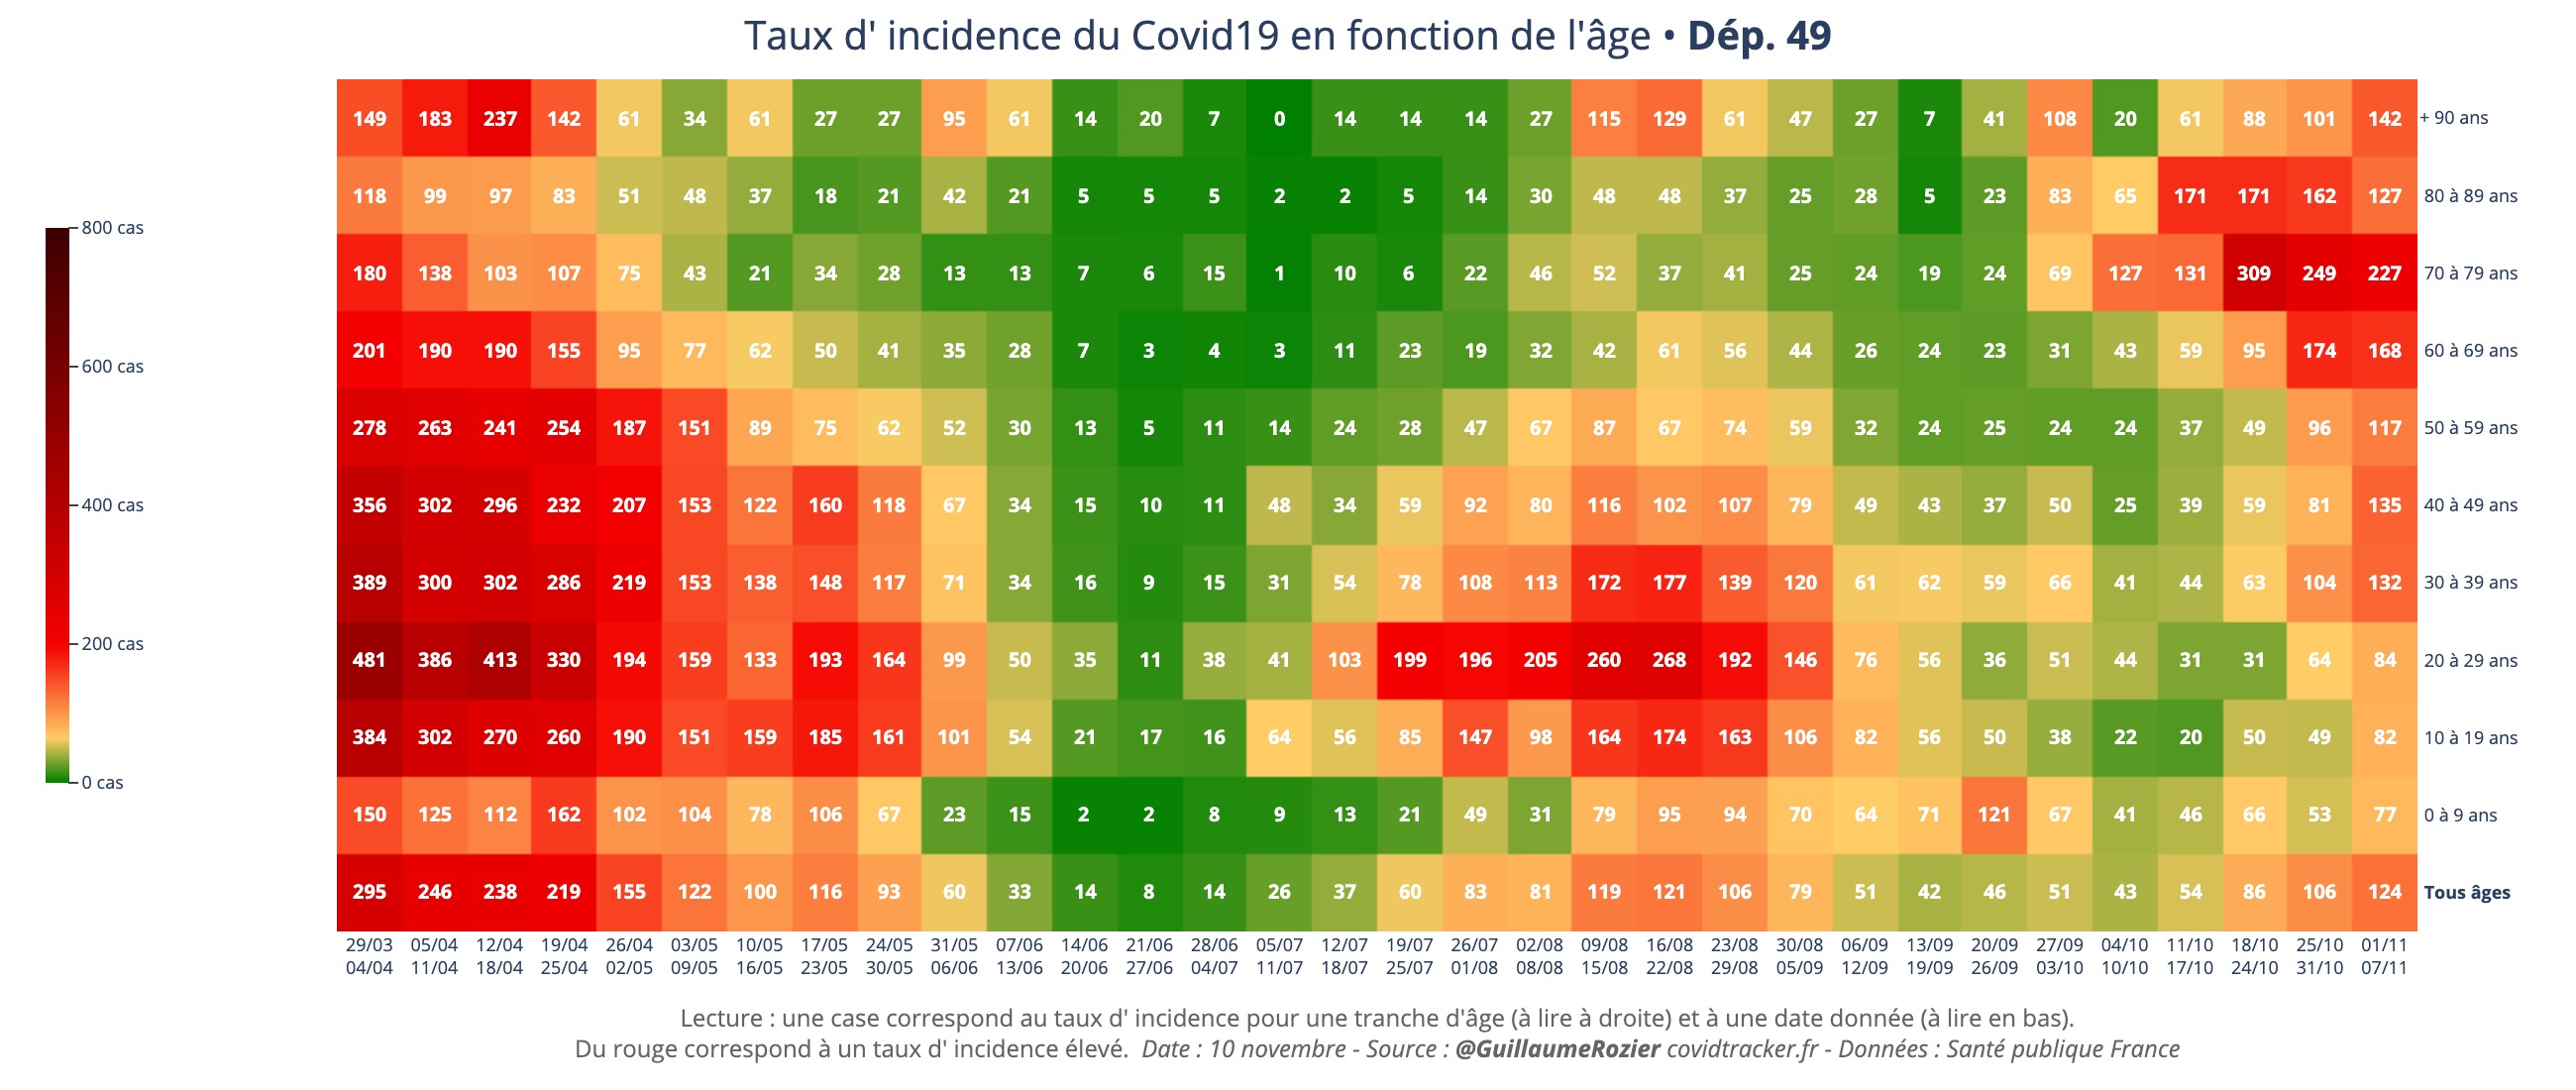 Taux d' incidence du Covid19 en fonction de l'âge • Dép. 49
800 cas
600 cas
400 cas
200 cas
0 cas
149 183 237 142 61 34 61 27 27 95 61 14 20 7 0 14 14 14 27 115 129 61 47 27 7 41 108 20 61 88 101 142 + 90 ans
118 99 97 83 51 48 37 18 21 42 21 5 5 5 2 2 5 14 30 48 48 37 25 28 5 23 83 65 171 171 162 127 80 à 89 ans
180 138 103 107 75 43 21 34 28 13 13 7 6 15 1 10 6 22 46 52 37 41 25 24 19 24 69 127 131 309 249 227 70 à 79 ans
201 190 190 155 95 77 62 50 41 35 28 7 3 4 3 11 23 19 32 42 61 56 44 26 24 23 31 43 59 95 174 168 60 à 69 ans
278 263 241 254 187 151 89 75 62 52 30 13 5 11 14 24 28 47 67 87 67 74 59 32 24 25 24 24 37 49 96 117 50 à 59 ans
356 302 296 232 207 153 122 160 118 67 34 15 10 11 48 34 59 92 80 116 102 107 79 49 43 37 50 25 39 59 81 135 40 à 49 ans
389 300 302 286 219 153 138 148 117 71 34 16 9 15 31 54 78 108 113 172 177 139 120 61 62 59 66 41 44 63 104 132 30 à 39 ans
481 386 413 330 194 159 133 193 164 99 50 35 11 38 41 103 199 196 205 260 268 192 146 76 56 36 51 44 31 31 64 84 20 à 29 ans
384 302 270 260 190 151 159 185 161 101 54 21 17 16 64 56 85 147 98 164 174 163 106 82 56 50 38 22 20 50 49 82 10 à 19 ans
150 125 112 162 102 104 78 106 67 23 15 2 2 8 9 13 21 49 31 79 95 94 70 64 71 121 67 41 46 66 53 77 0 à 9 ans
295 246 238 219 155 122 100 116 93 60 33 14 8 14 26 37 60 83 81 119 121 106 79 51 42 46 51 43 54 86 106 124 Tous âges
29/03 05/04 12/04 19/04 26/04 03/05 10/05 17/05 24/05 31/05 07/06 14/06 21/06 28/06 05/07 12/07 19/07 26/07 02/08 09/08 16/08 23/08 30/08 06/09 13/09 20/09 27/09 04/10 11/10 18/10 25/10 01/11
04/04 11/04 18/04 25/04 02/05 09/05 16/05 23/05 30/05 06/06 13/06 20/06 27/06 04/07 11/07 18/07 25/07 01/08 08/08 15/08 22/08 29/08 05/09 12/09 19/09 26/09 03/10 10/10 17/10 24/10 31/10 07/11
Lecture : une case correspond au taux d' incidence pour une tranche d'âge (à lire à droite) et à une date donnée (à lire en bas).
Du rouge correspond à un taux d' incidence élevé. Date : 10 novembre - Source : @GuillaumeRozier covidtracker.fr - Données : Santé publique France